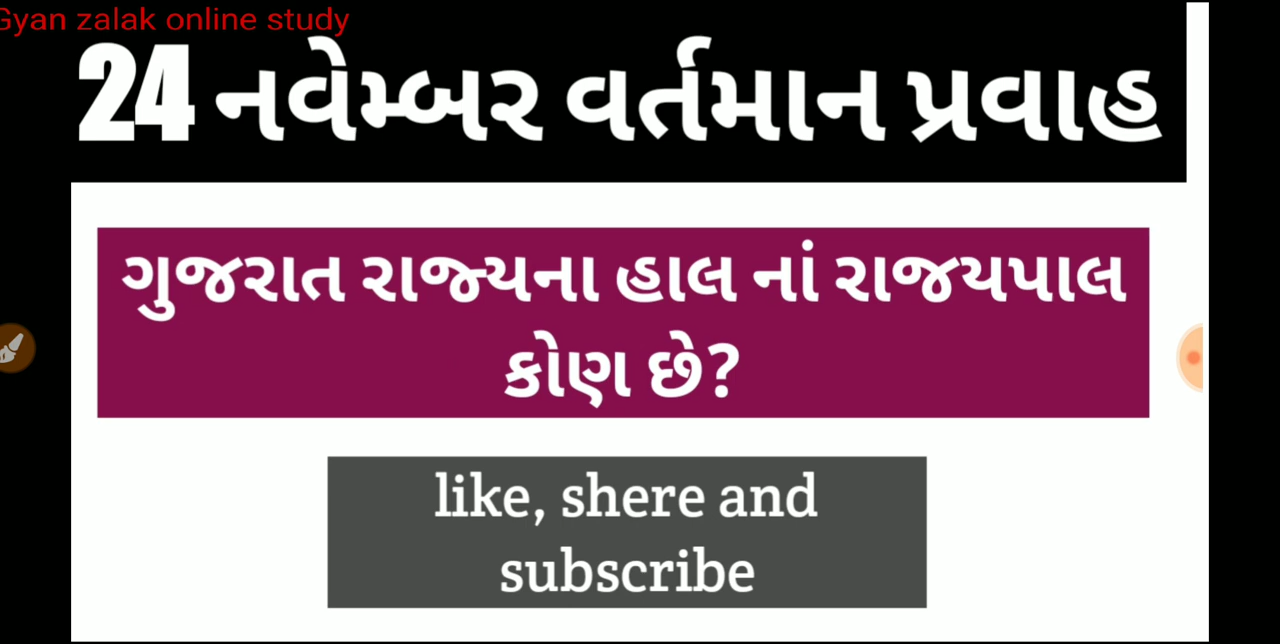 Gyan zalak online study
24 નવેમ્બર વર્તમાન પ્રવાહ
ગુજરાત રાજ્યના હાલ નાં રાજયપાલ
કોણ છે?
like, shere and
subscribe